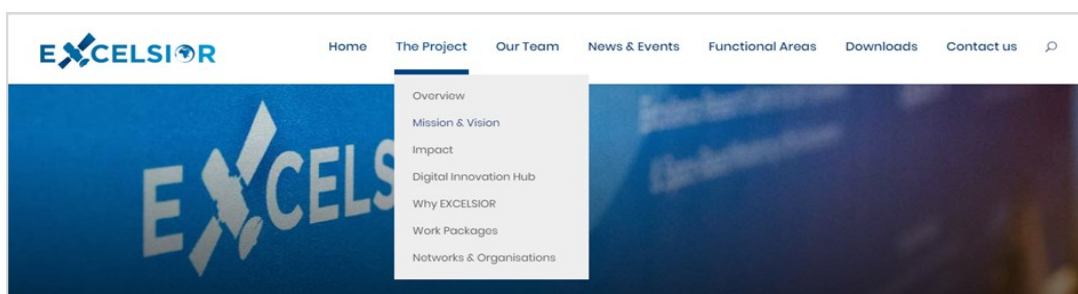 EXCELSIOR
Home
The Project
Our Team
News & Events
Functional Areas
Downloads
Contact us
Overview
Mission & Vision
Impact
Digital Innovation Hub
Why EXCELSIOR
Work Packages
Networks & Organisations
EXCELS